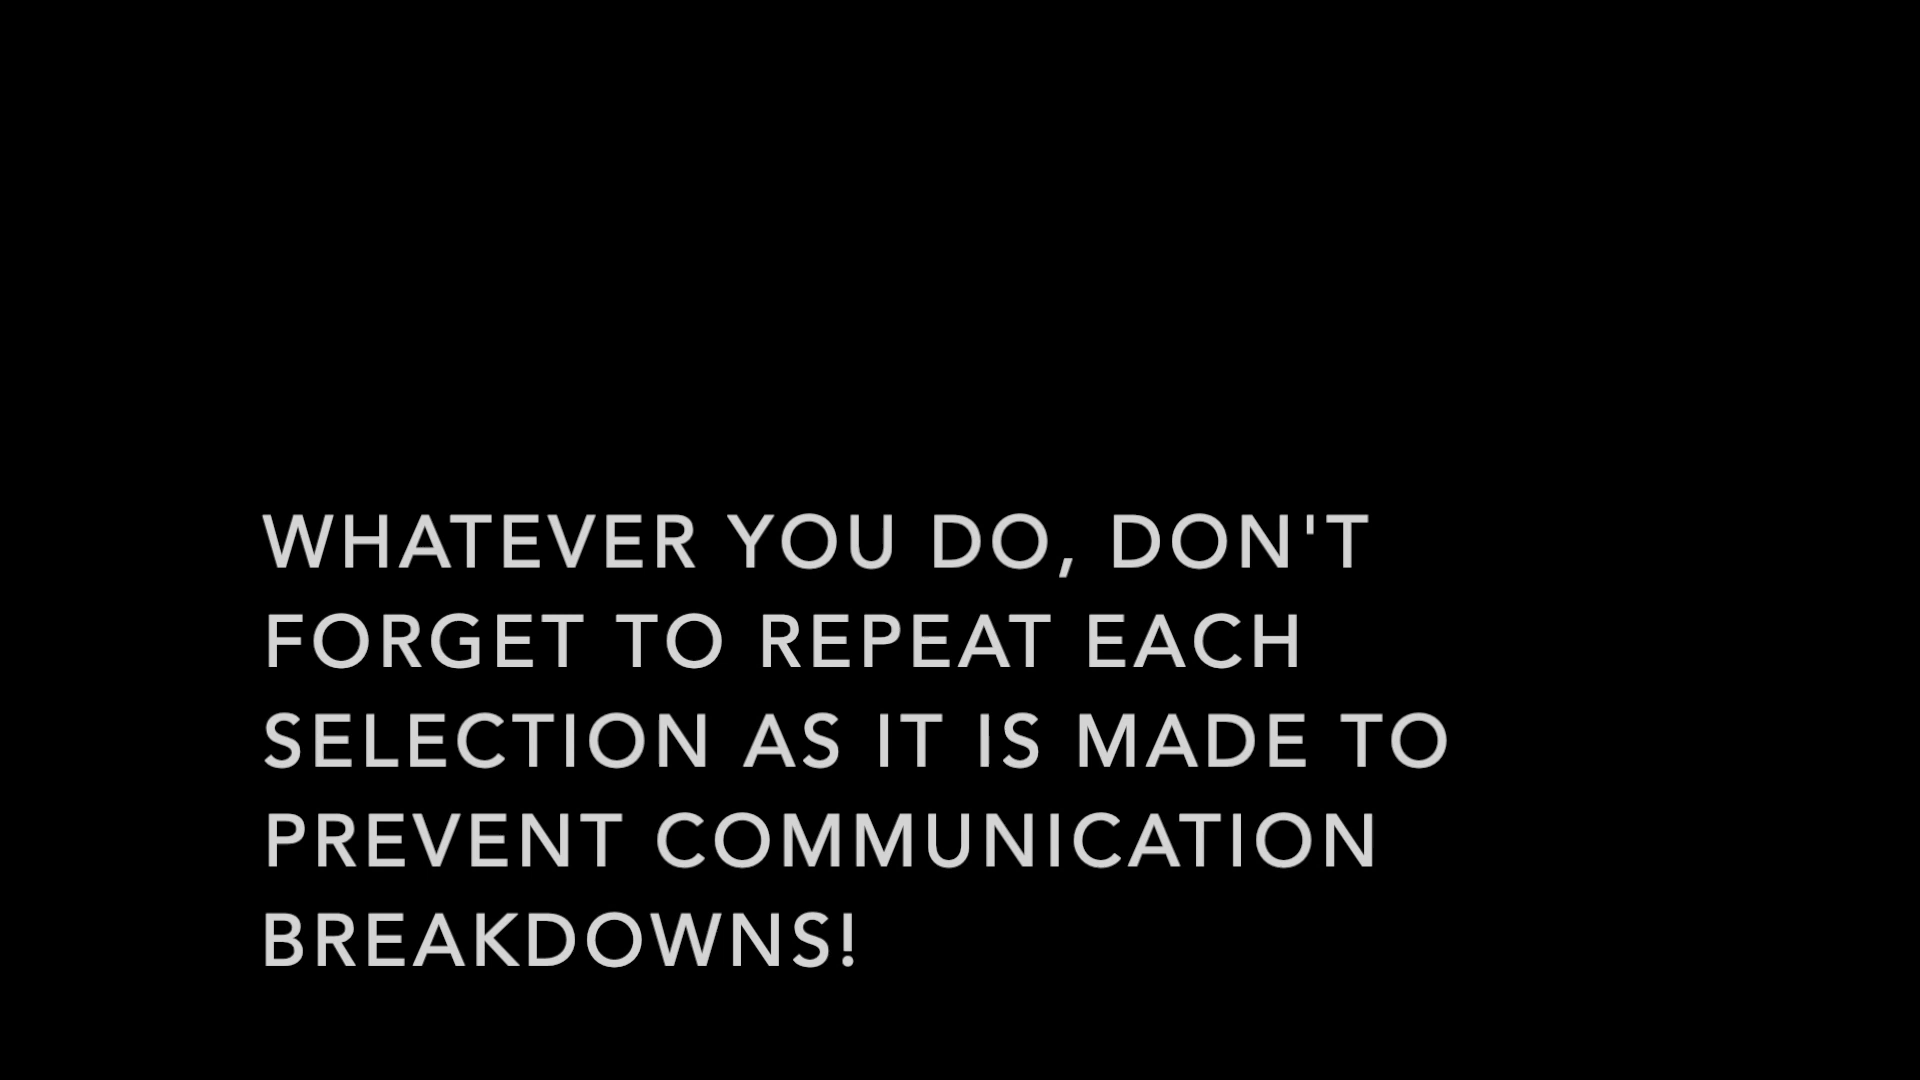 WHATEVER YOU DO, DON'T
FORGET TO REPEAT EACH
SELECTION AS IT IS MADE TO
PREVENT COMMUNICATION
BREAKDOWNS!